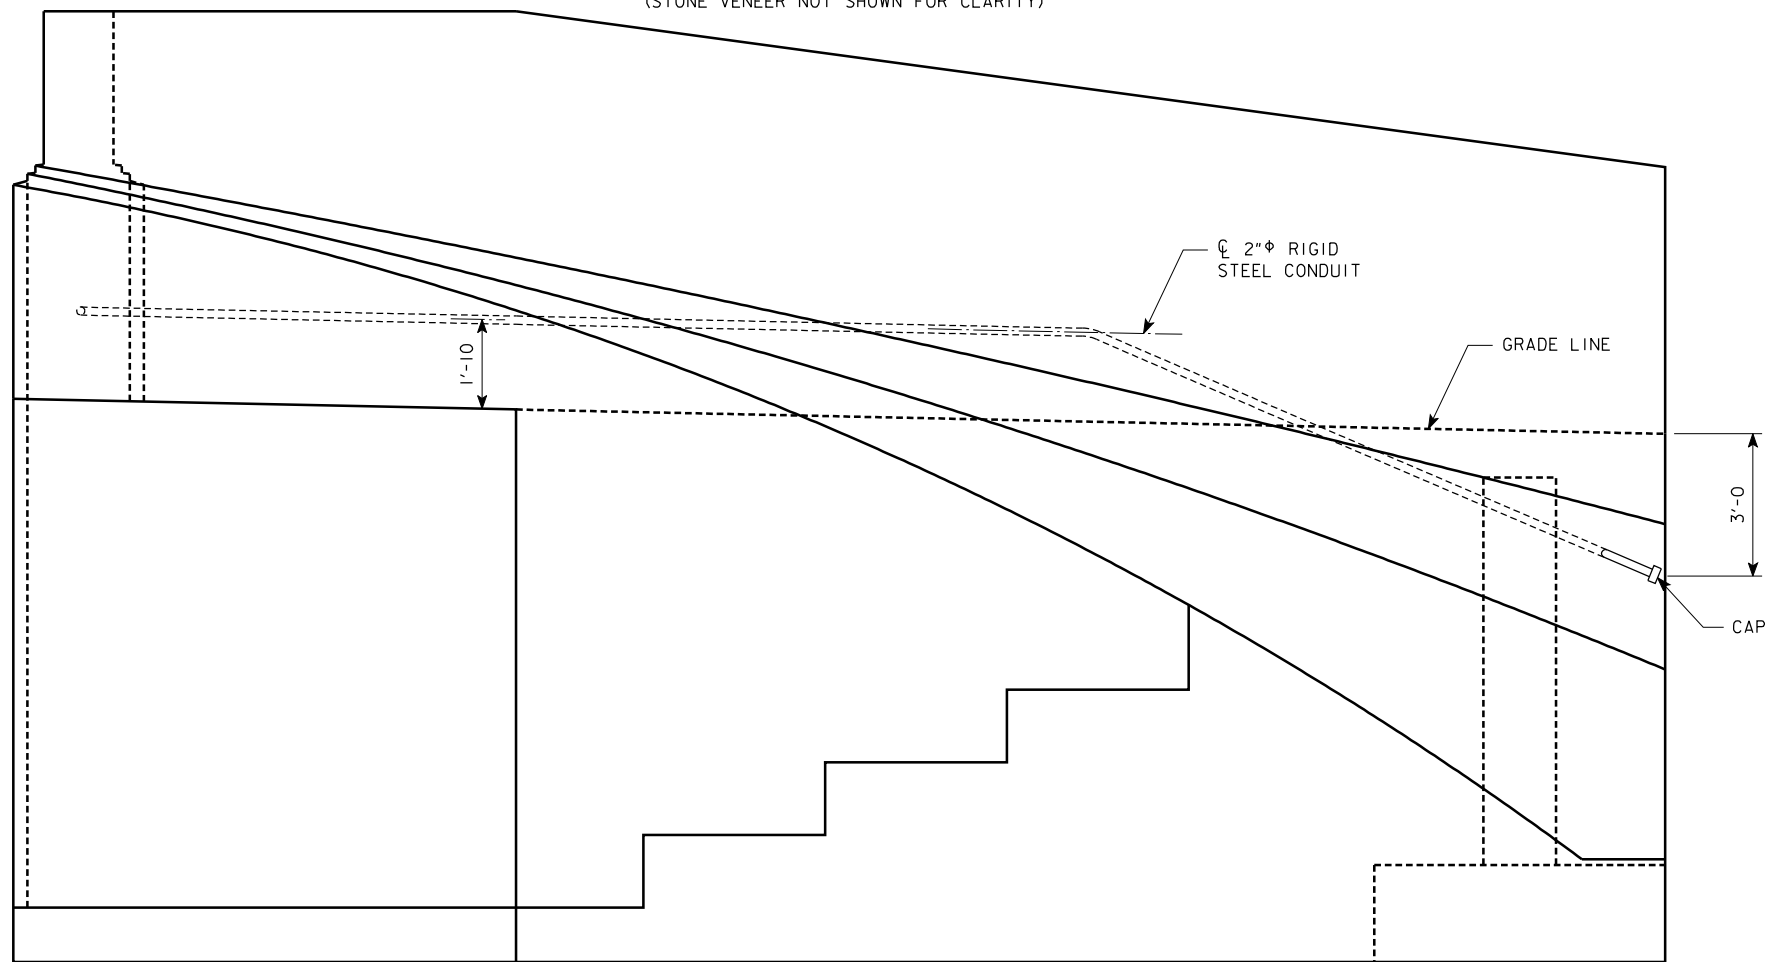 (STONE VENEER NOT SHOWN FOR CLARITY)
℄ 2"Φ RIGID
STEEL CONDUIT
GRADE LINE
1'-10
3'-0
CAP